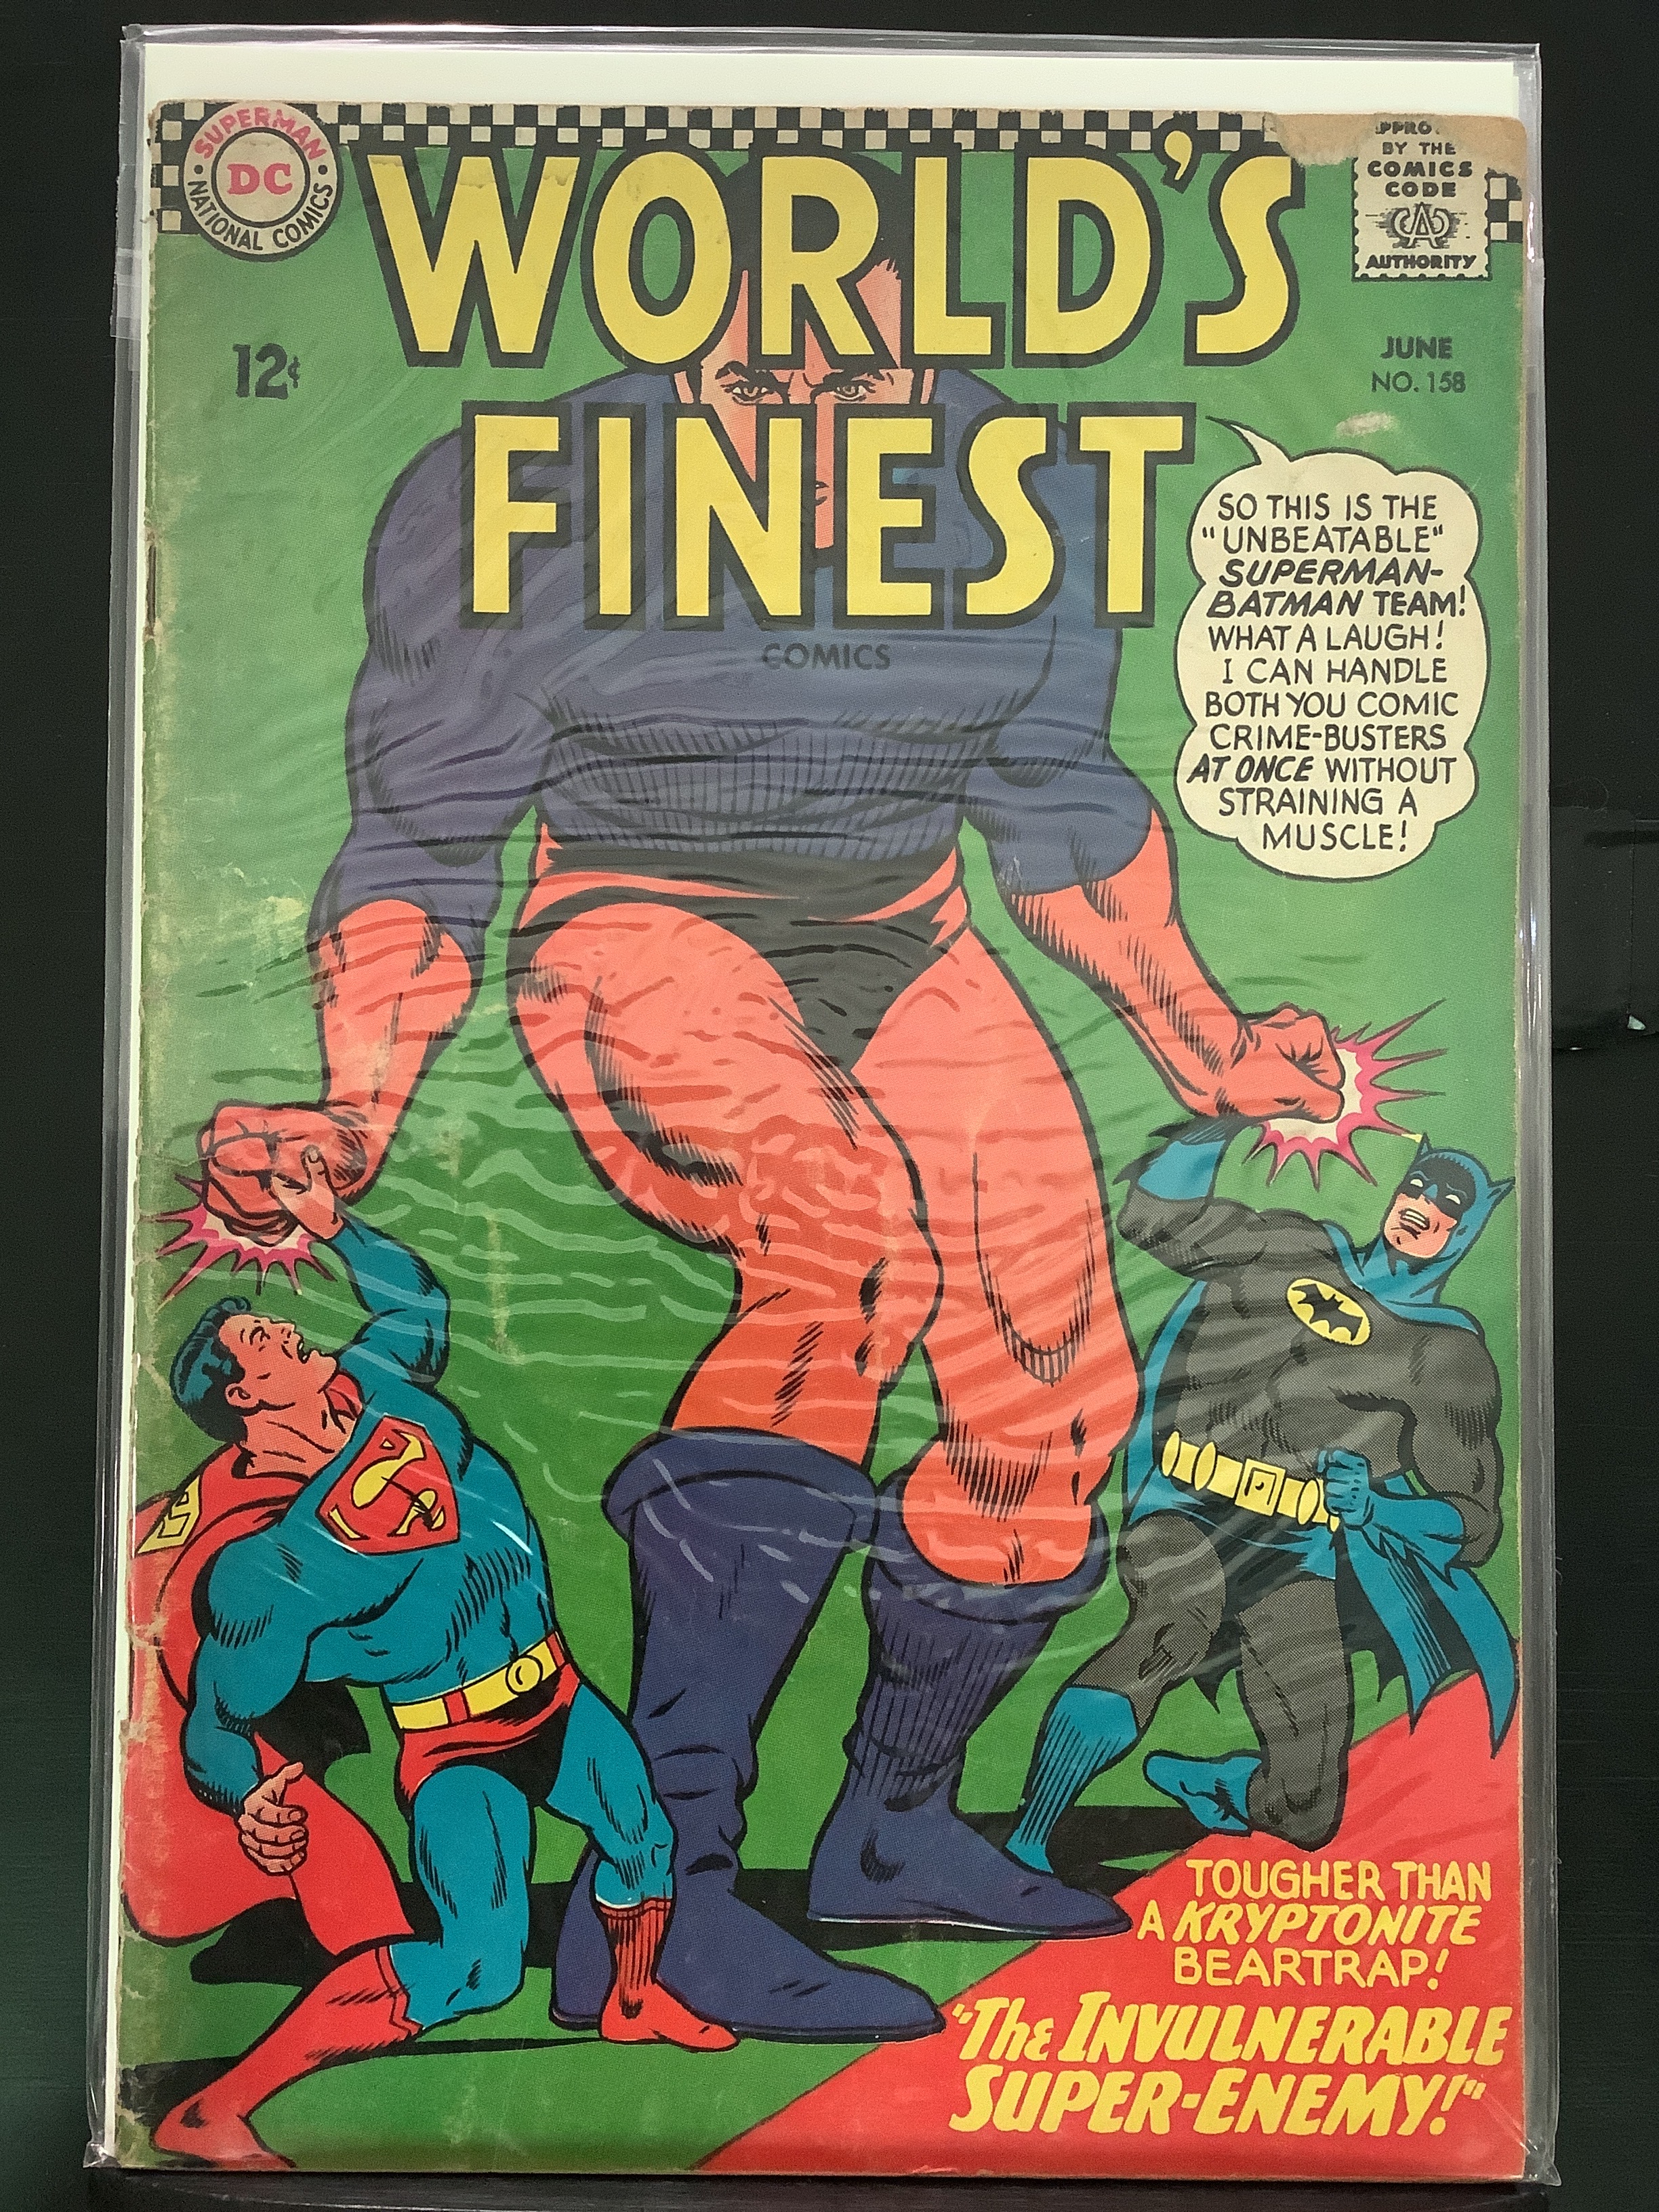 SUPERMAN
DC
NATIONAL COMICS
WORLD'S
FINEST
COMICS
12¢
BY THE
COMICS
CODE
AUTHORITY
JUNE
NO. 158
SO THIS IS THE
"UNBEATABLE"
SUPERMAN-
BATMAN TEAM!
WHAT A LAUGH!
I CAN HANDLE
BOTH YOU COMIC
CRIME-BUSTERS
AT ONCE WITHOUT
STRAINING A
MUSCLE!
TOUGHER THAN
A KRYPTONITE
BEARTRAP!
"The INVULNERABLE
SUPER-ENEMY!"